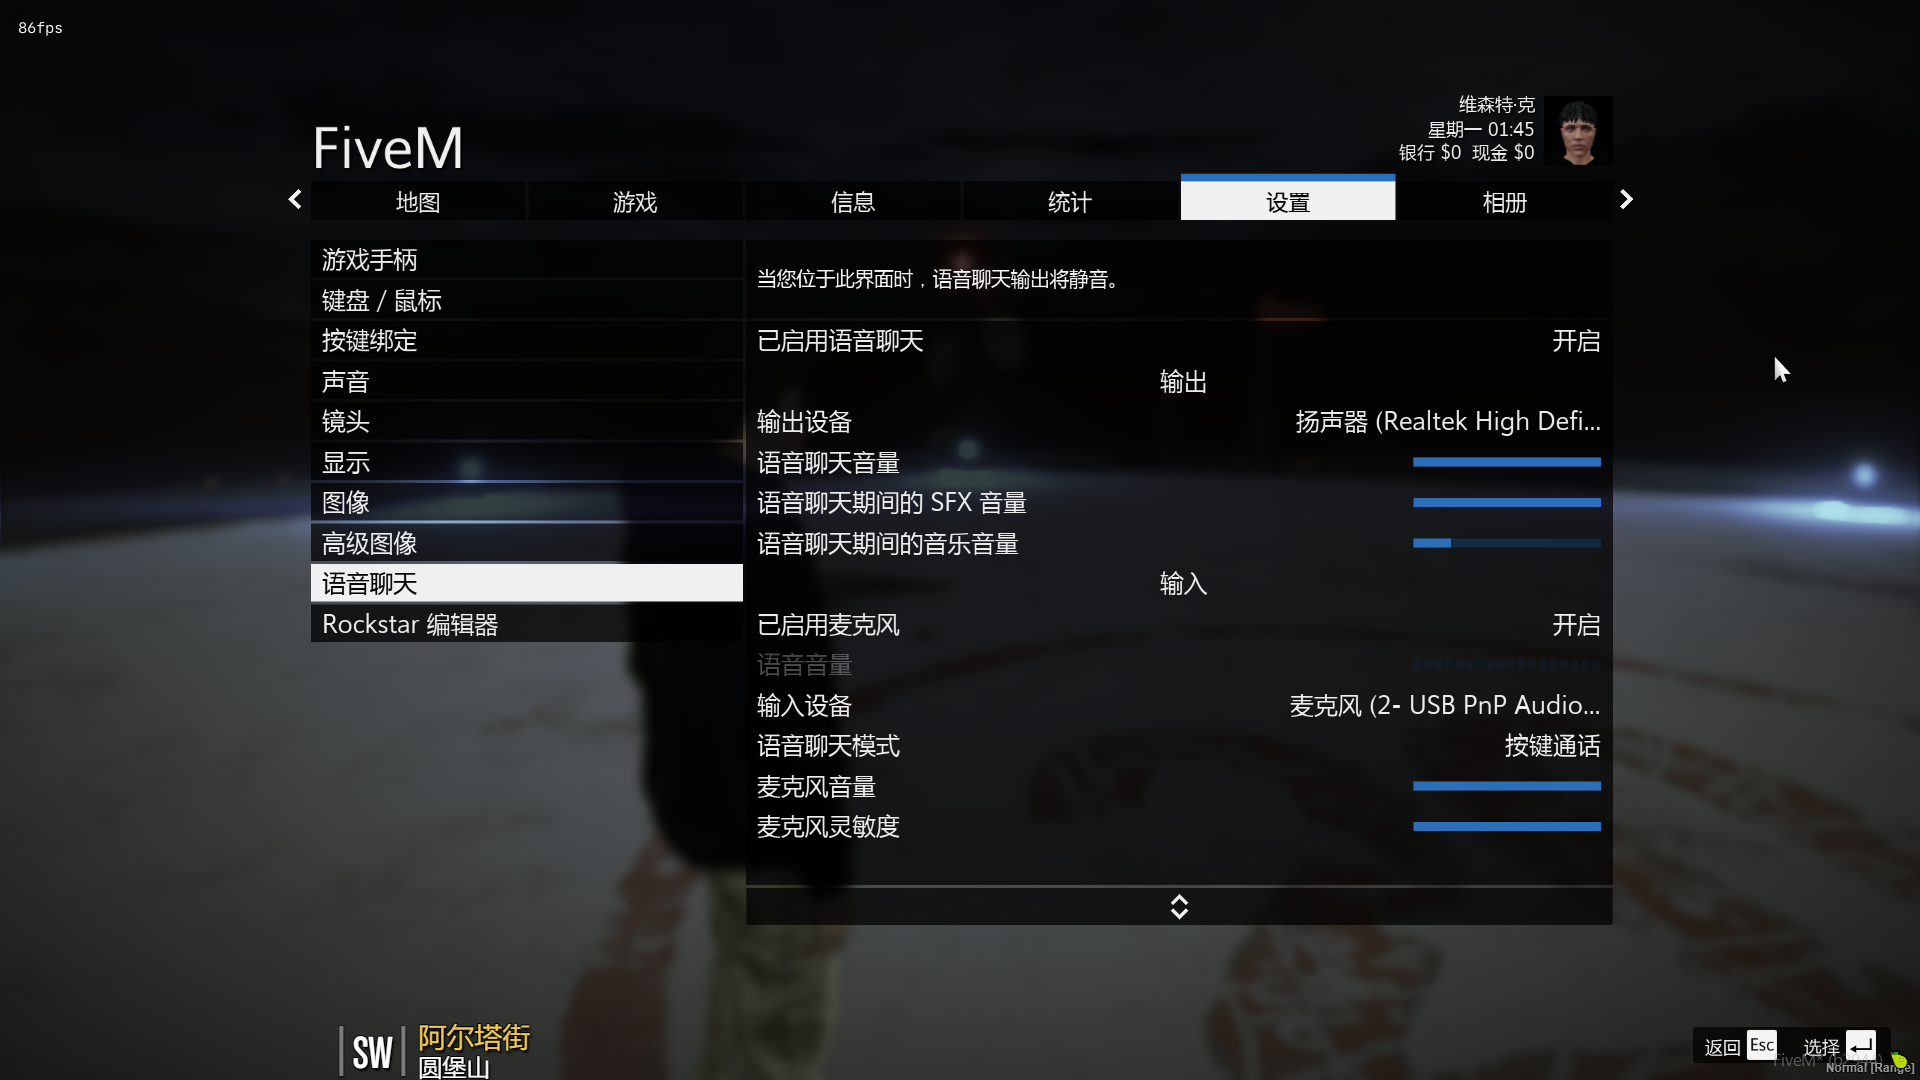 86fps
维森特·克
星期一 01:45
银行 $0 现金 $0
FiveM
地图 游戏 信息 统计 设置 相册
游戏手柄
键盘 / 鼠标
按键绑定
声音
镜头
显示
图像
高级图像
语音聊天
Rockstar 编辑器
当您位于此界面时，语音聊天输出将静音。
已启用语音聊天 开启
输出
输出设备 扬声器 (Realtek High Defi...
语音聊天音量
语音聊天期间的 SFX 音量
语音聊天期间的音乐音量
输入
已启用麦克风 开启
语音音量
输入设备 麦克风 (2- USB PnP Audio...
语音聊天模式 按键通话
麦克风音量
麦克风灵敏度
SW
阿尔塔街
圆堡山
返回 Esc 选择
FiveM
Normal [Range]